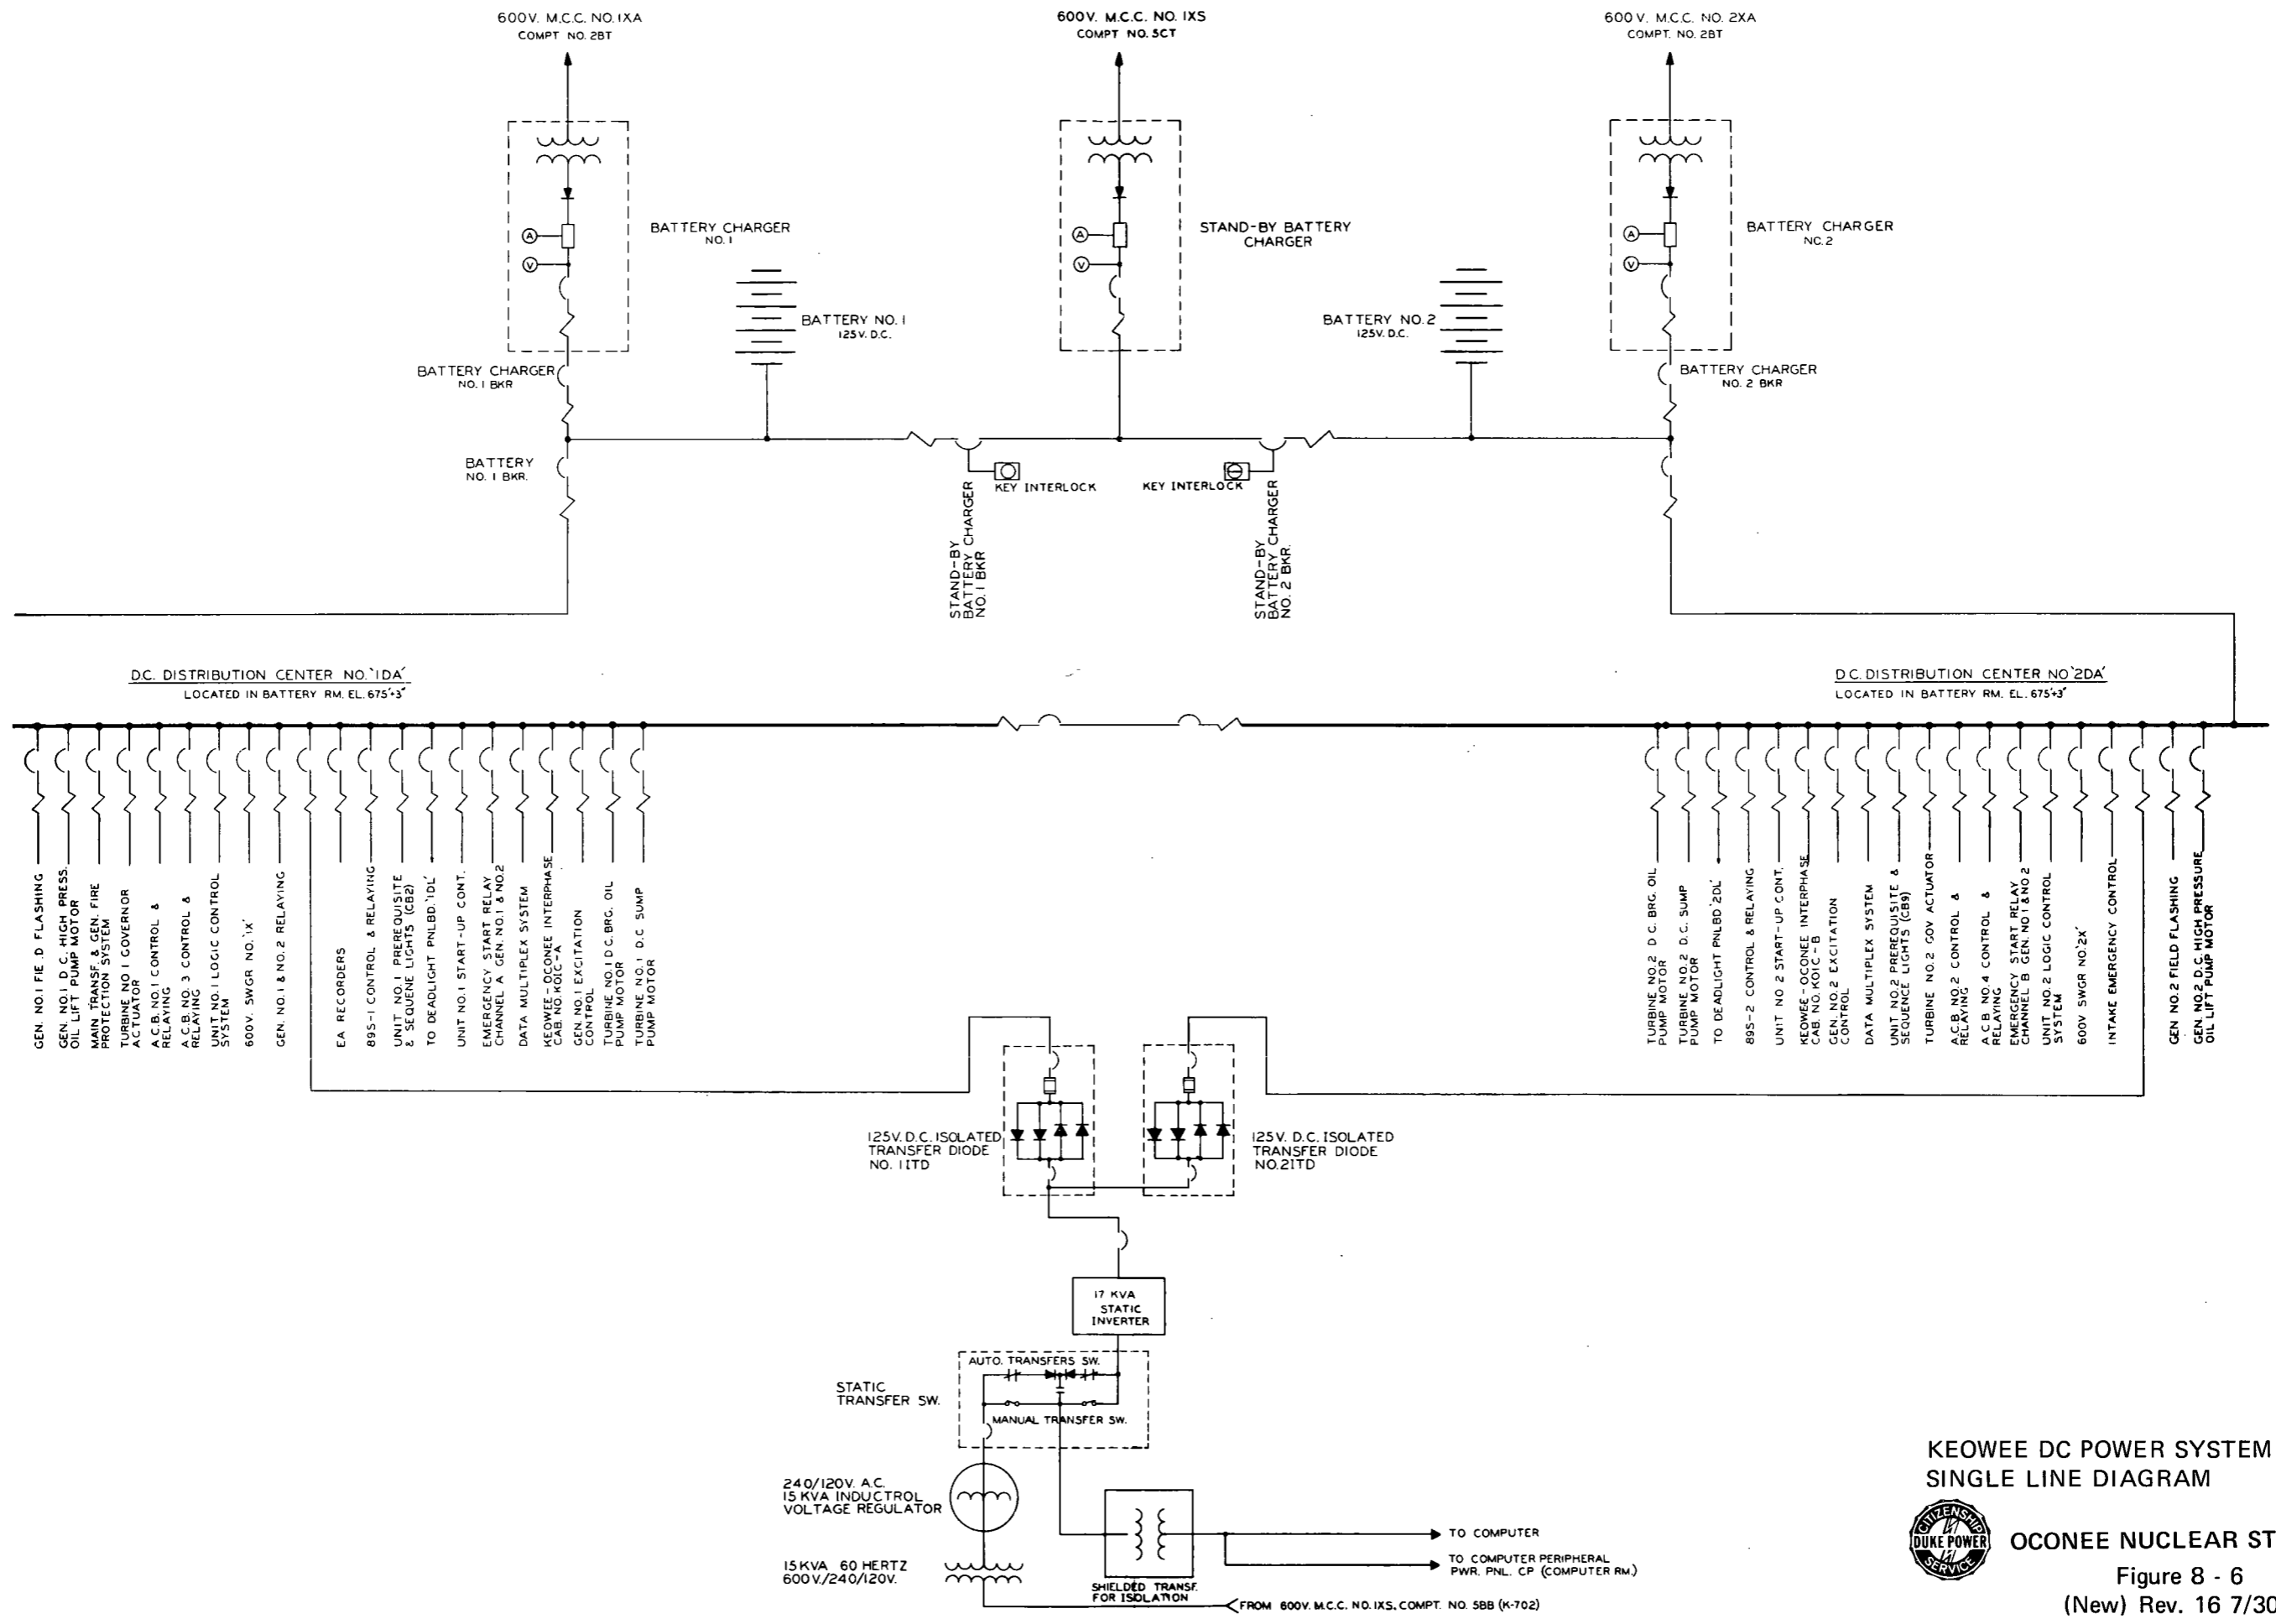 600V. M.C.C. NO. 1XA
COMPT NO. 2BT
600V. M.C.C. NO. 1XS
COMPT NO. 5CT
600V. M.C.C. NO. 2XA
COMPT. NO. 2BT
BATTERY CHARGER
NO. 1
STAND-BY BATTERY
CHARGER
BATTERY CHARGER
NO. 2
A
V
A
V
A
V
BATTERY NO. 1
125V. D.C.
BATTERY NO. 2
125V. D.C.
BATTERY CHARGER
NO. 1 BKR
BATTERY CHARGER
NO. 2 BKR
BATTERY
NO. 1 BKR.
KEY INTERLOCK
KEY INTERLOCK
STAND-BY
BATTERY CHARGER
NO. 1 BKR
STAND-BY
BATTERY CHARGER
NO. 2 BKR.
D.C. DISTRIBUTION CENTER NO. '1DA'
LOCATED IN BATTERY RM. EL. 675'+3"
D C. DISTRIBUTION CENTER NO '2DA'
LOCATED IN BATTERY RM. EL. 675'+3"
GEN. NO.1 FIE D FLASHING
GEN. NO.1 D C. HIGH PRESS.
OIL LIFT PUMP MOTOR
MAIN TRANSF. & GEN. FIRE
PROTECTION SYSTEM
TURBINE NO 1 GOVERNOR
ACTUATOR
A.C.B. NO.1 CONTROL &
RELAYING
A.C.B. NO. 3 CONTROL &
RELAYING
UNIT NO.1 LOGIC CONTROL
SYSTEM
600V. SWGR NO. '1X'
GEN. NO.1 & NO. 2 RELAYING
EA RECORDERS
89S-1 CONTROL & RELAYING
UNIT NO. 1 PREREQUISITE
& SEQUENE LIGHTS (CB2)
TO DEADLIGHT PNLBD. '1DL'
UNIT NO.1 START-UP CONT.
EMERGENCY START RELAY
CHANNEL A GEN. NO.1 & NO.2
DATA MULTIPLEX SYSTEM
KEOWEE-OCONEE INTERPHASE
CAB. NO. KOIC-A
GEN. NO.1 EXCITATION
CONTROL
TURBINE NO.1 D C. BRG. OIL
PUMP MOTOR
TURBINE NO.1 D.C SUMP
PUMP MOTOR
TURBINE NO.2 D C. BRG. OIL
PUMP MOTOR
TURBINE NO.2 D.C. SUMP
PUMP MOTOR
TO DEADLIGHT PNLBD '2DL'
89S-2 CONTROL & RELAYING
UNIT NO 2 START-UP CONT.
KEOWEE-OCONEE INTERPHASE
CAB. NO. KOIC-B
GEN. NO.2 EXCITATION
CONTROL
DATA MULTIPLEX SYSTEM
UNIT NO.2 PREREQUISITE &
SEQUENCE LIGHTS (CB9)
TURBINE NO.2 GOV ACTUATOR
A.C.B NO.2 CONTROL &
RELAYING
A C B NO.4 CONTROL &
RELAYING
EMERGENCY START RELAY
CHANNEL B GEN. NO 1 & NO 2
UNIT NO.2 LOGIC CONTROL
SYSTEM
600V SWGR NO. '2X'
INTAKE EMERGENCY CONTROL
GEN NO.2 FIELD FLASHING
GEN. NO.2 D.C. HIGH PRESSURE
OIL LIFT PUMP MOTOR
125V. D.C. ISOLATED
TRANSFER DIODE
NO. 1ITD
125V. D.C. ISOLATED
TRANSFER DIODE
NO. 2ITD
17 KVA
STATIC
INVERTER
AUTO. TRANSFERS SW.
STATIC
TRANSFER SW.
MANUAL TRANSFER SW.
240/120V. A.C.
15 KVA INDUCTROL
VOLTAGE REGULATOR
15 KVA 60 HERTZ
600V./240/120V.
SHIELDED TRANSF.
FOR ISOLATION
TO COMPUTER
TO COMPUTER PERIPHERAL
PWR. PNL. CP (COMPUTER RM.)
FROM 600V. M.C.C. NO. 1XS, COMPT. NO. 5BB (K-702)
KEOWEE DC POWER SYSTEM
SINGLE LINE DIAGRAM
CITIZENSHIP
DUKE POWER
SERVICE
OCONEE NUCLEAR ST
Figure 8 - 6
(New) Rev. 16 7/30